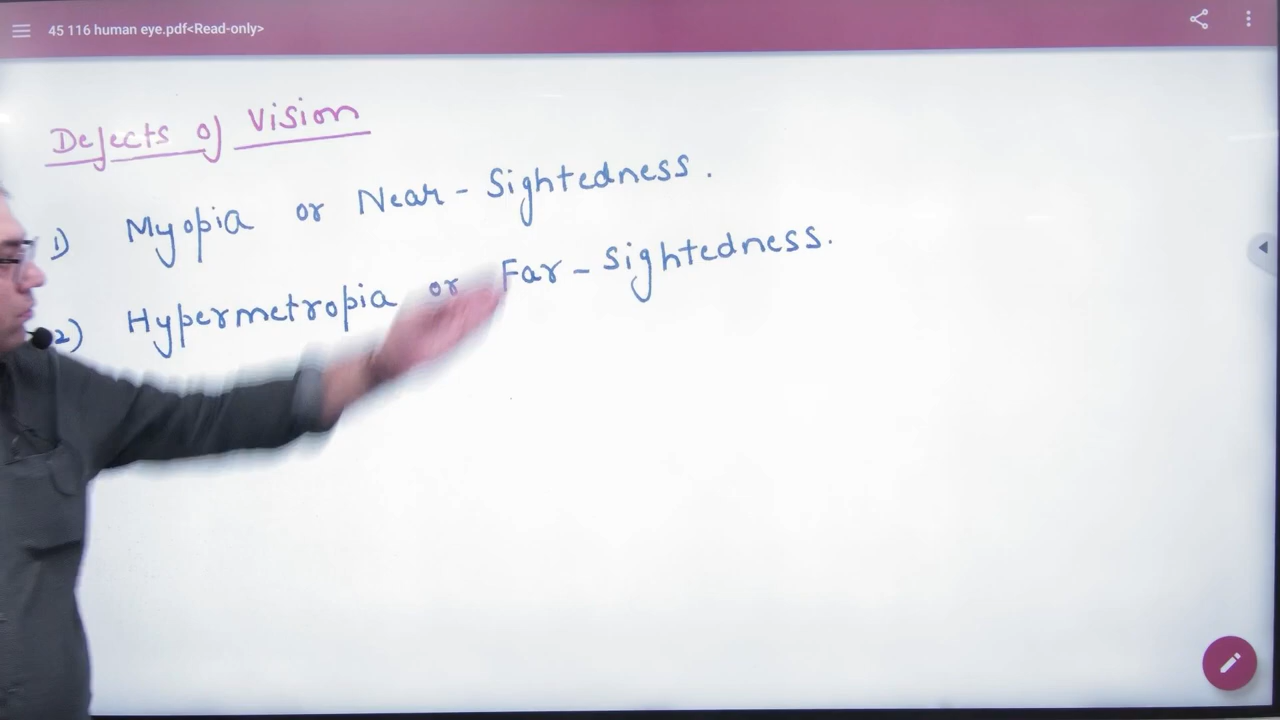 45 116 human eye.pdf<Read-only>
Defects of Vision
1) Myopia or Near-Sightedness.
2) Hypermetropia or Far-Sightedness.